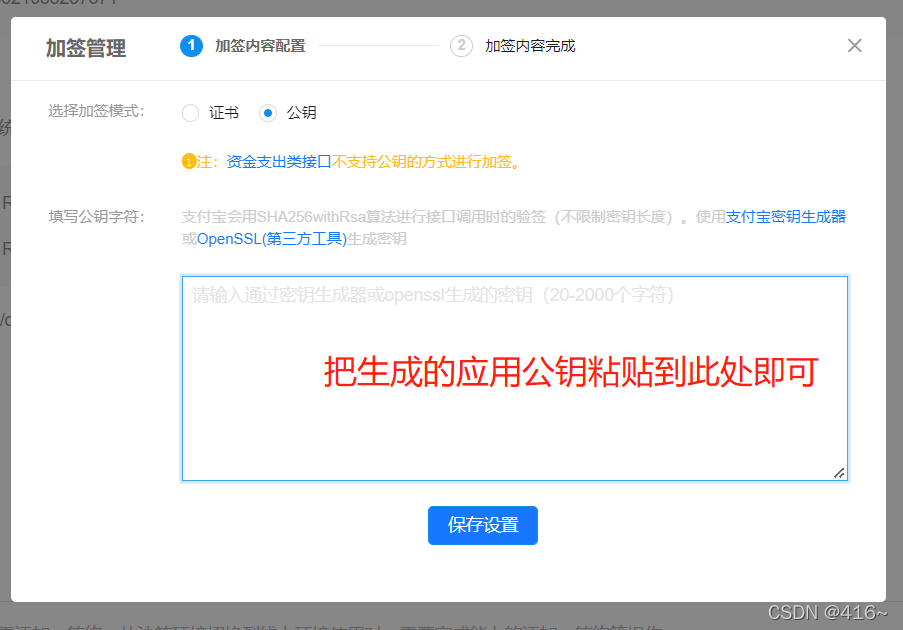 加签管理
1 加签内容配置 2 加签内容完成
选择加签模式: 证书 公钥
注: 资金支出类接口不支持公钥的方式进行加签。
填写公钥字符: 支付宝会用SHA256withRsa算法进行接口调用时的验签（不限制密钥长度）。使用支付宝密钥生成器
或OpenSSL(第三方工具)生成密钥
请输入通过密钥生成器或openssl生成的密钥（20-2000个字符）
把生成的应用公钥粘贴到此处即可
保存设置
CSDN @416~